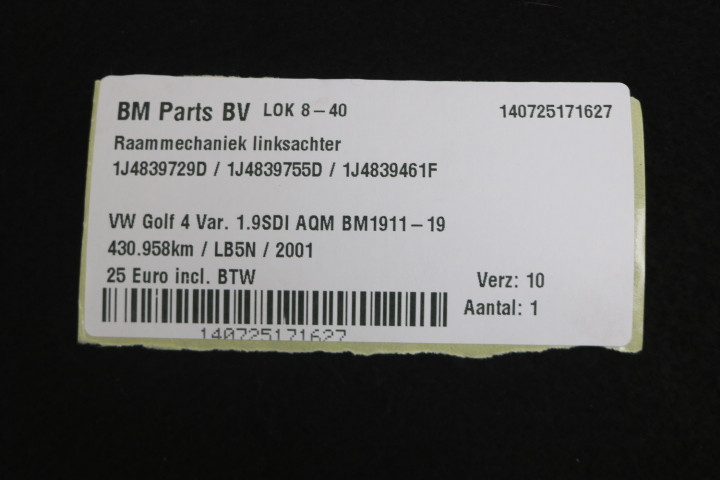 BM Parts BV LOK 8-40 140725171627
Raammechaniek linksachter
1J4839729D / 1J4839755D / 1J4839461F
VW Golf 4 Var. 1.9SDI AQM BM1911-19
430.958km / LB5N / 2001
25 Euro incl. BTW Verz: 10
Aantal: 1
140725171627